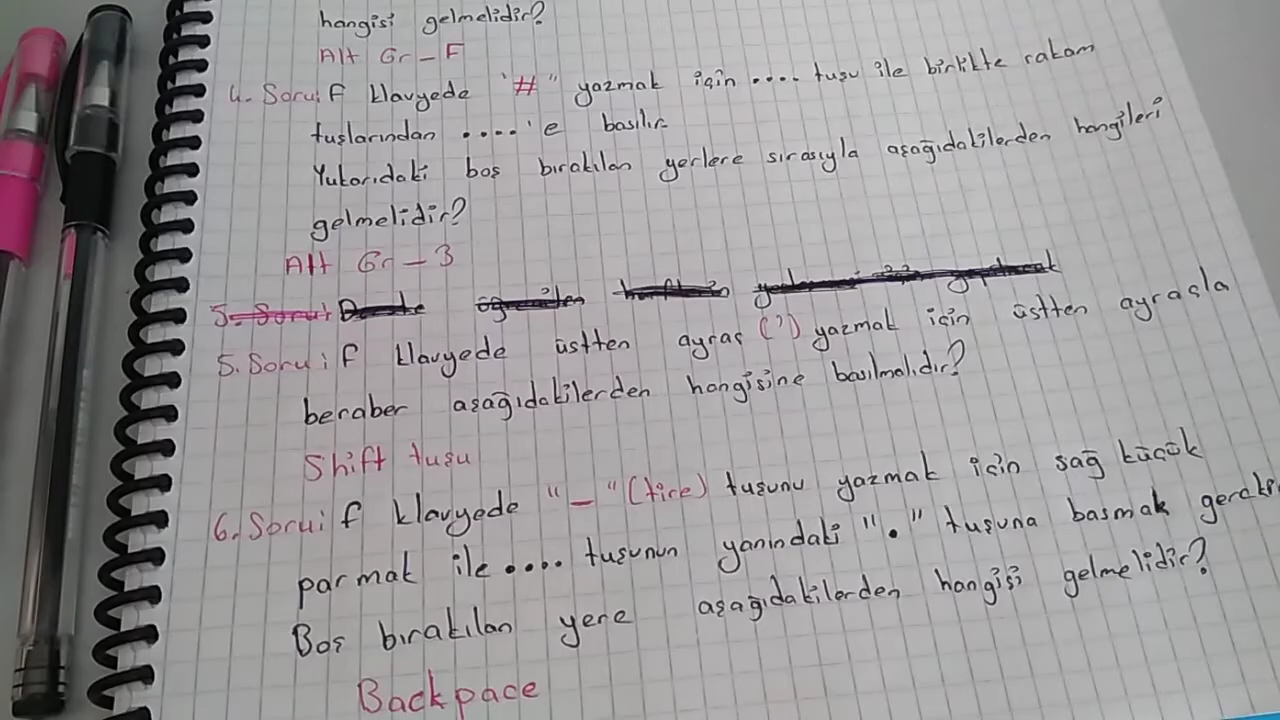 hangisi gelmelidir?
Alt Gr - F
4. Soru: F klavyede "#" yazmak için .... tuşu ile birlikte rakam
tuşlarından .....'e basılır.
Yukarıdaki boş bırakılan yerlere sırasıyla aşağıdakilerden hangileri
gelmelidir?
Alt Gr - 3
5. Soru:
5. Soru: F klavyede üstten ayraç (') yazmak için üstten ayraçla
beraber aşağıdakilerden hangisine basılmalıdır?
Shift tuşu
6. Soru: F klavyede "_" (tire) tuşunu yazmak için sağ küçük
parmak ile .... tuşunun yanındaki "." tuşuna basmak gerekir
Boş bırakılan yere aşağıdakilerden hangisi gelmelidir?
Backpace